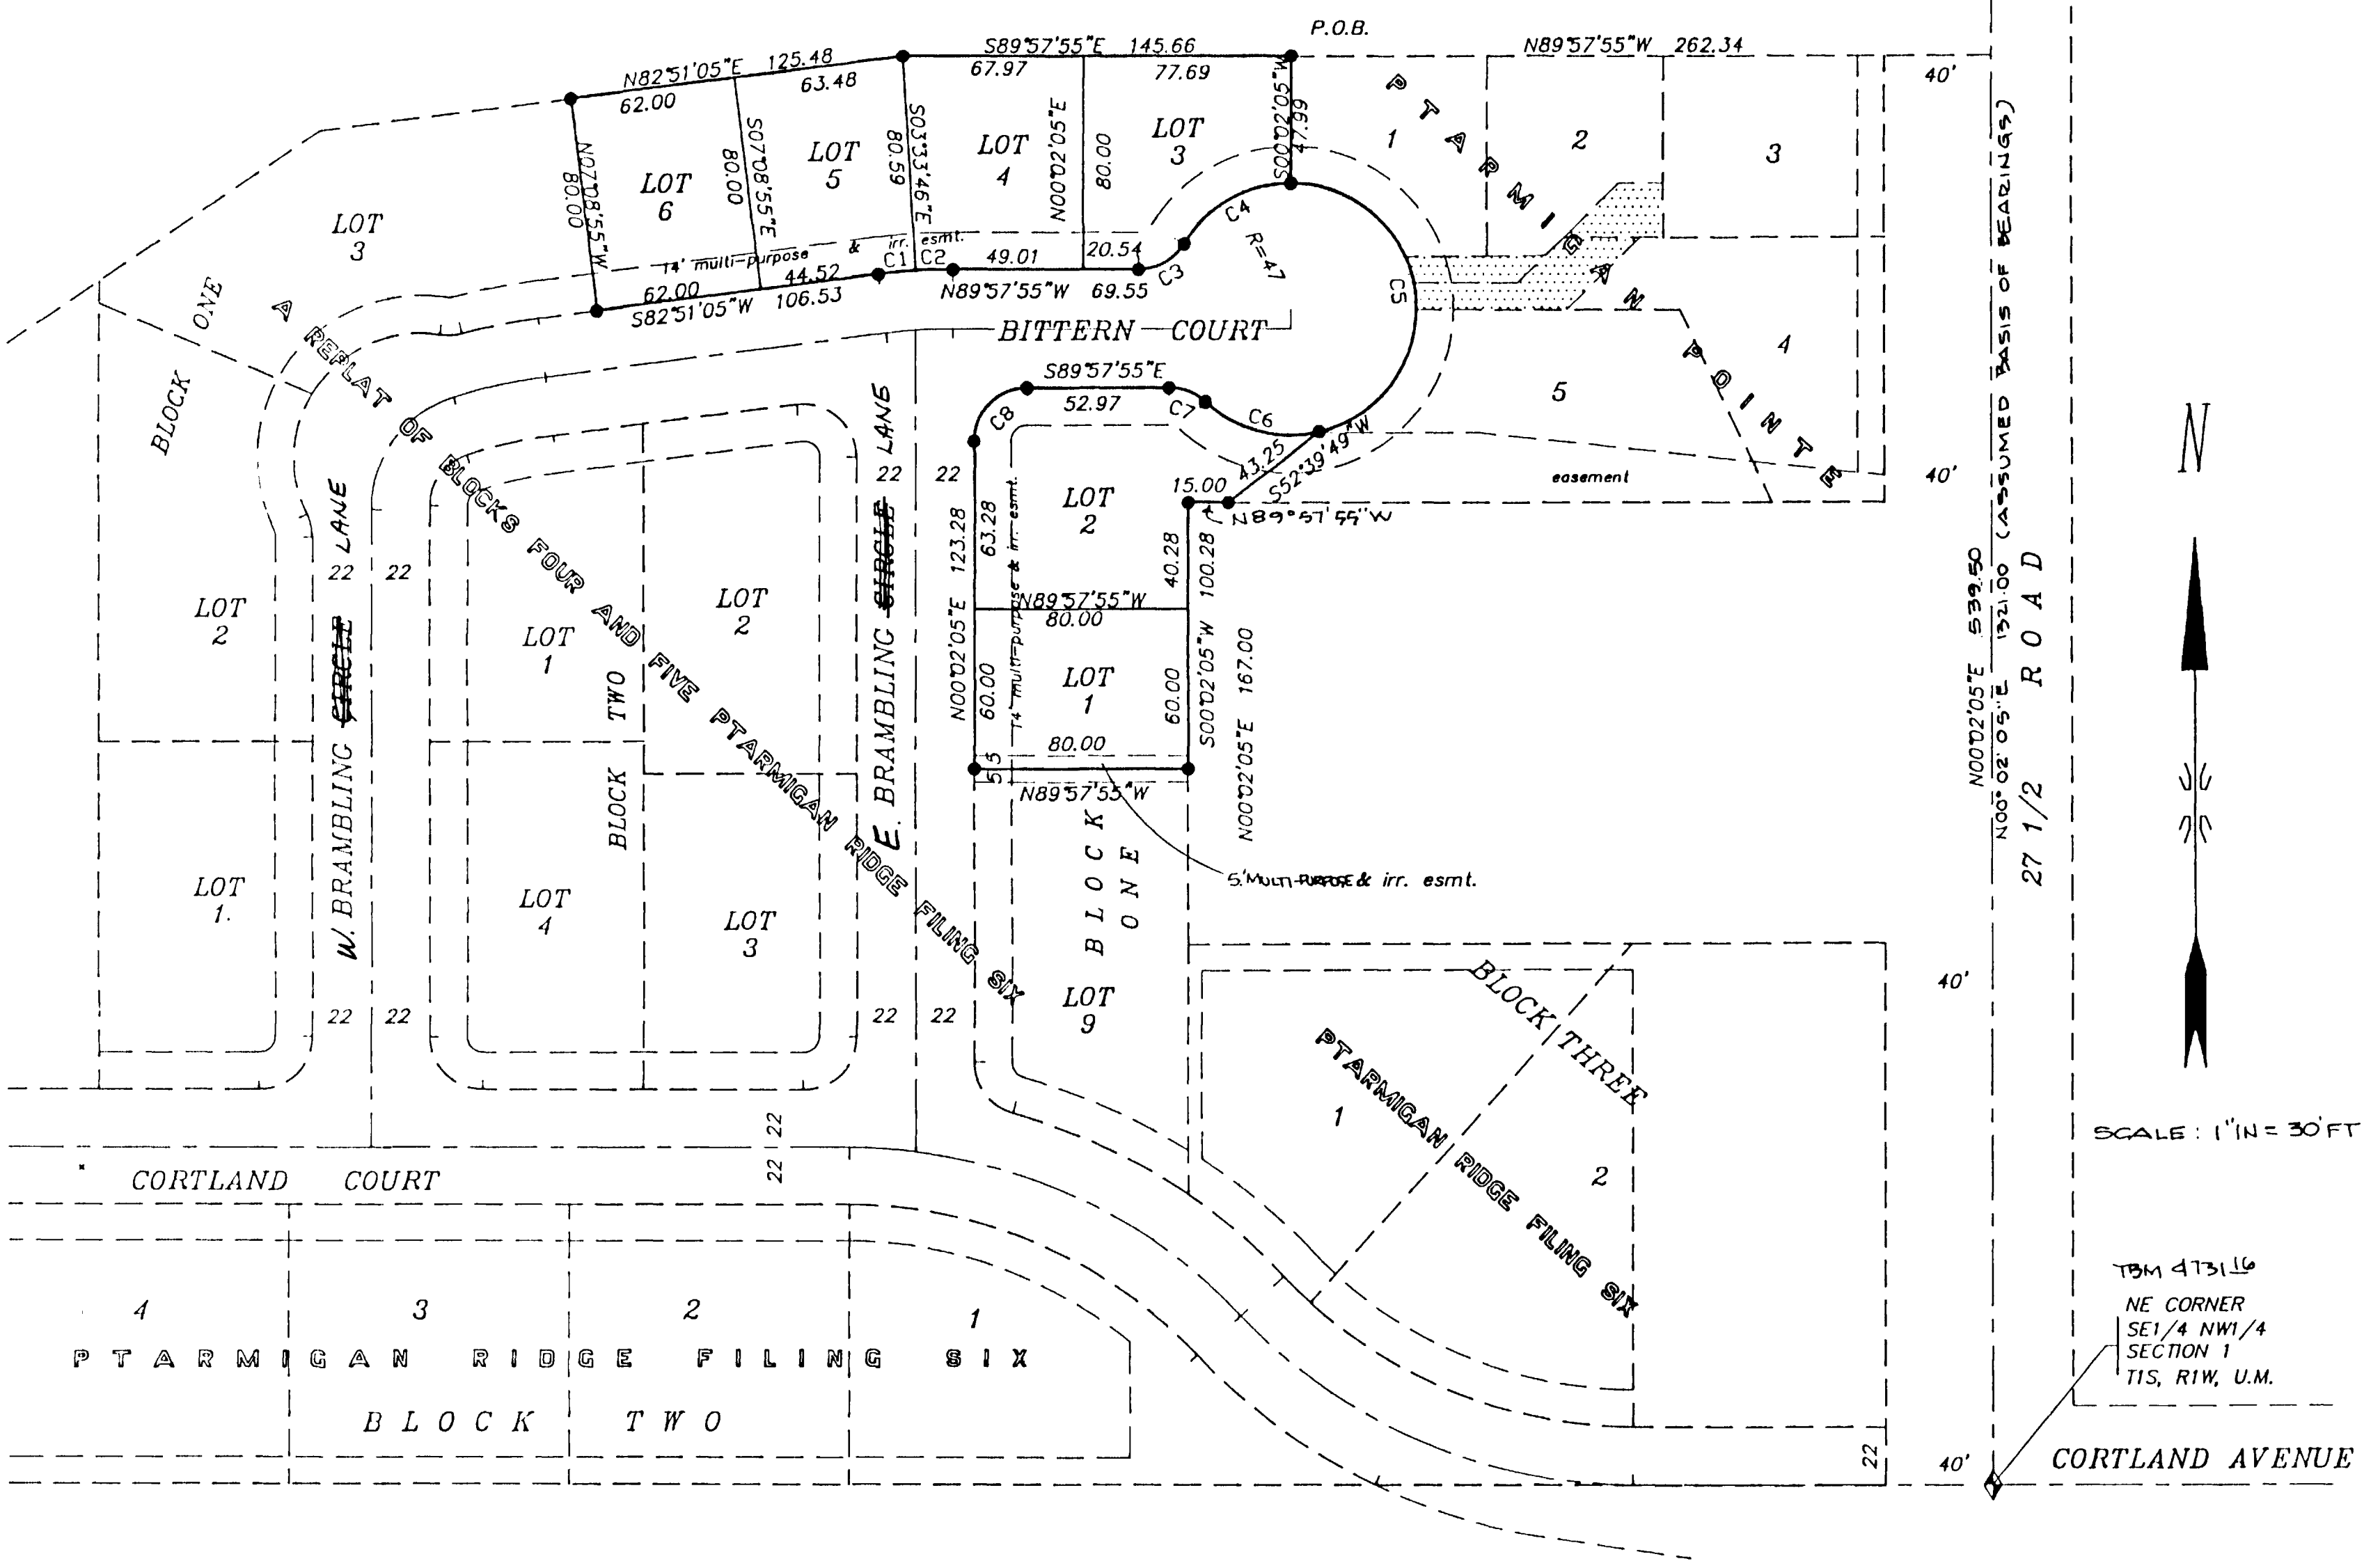 P.O.B.
S89°57'55"E 145.66
67.97
77.69
N89°57'55"W 262.34
40'
N82°51'05"E 125.48
62.00
63.48
N07°08'55"W
80.00
S07°08'55"E
80.00
S03°33'46"E
80.59
N00°02'05"E
80.00
S00°02'05"W
47.99
LOT 6
LOT 5
LOT 4
LOT 3
14' multi-purpose & irr. esmt.
62.00
44.52
S82°51'05"W 106.53
C1
C2
49.01
20.54
N89°57'55"W 69.55
C3
C4
R=47
C5
BITTERN COURT
S89°57'55"E
52.97
C8
C7
C6
43.25
S52°39'49"W
15.00
N89°57'55"W
PTARMIGAN POINTE
1
2
3
4
5
easement
40'
LOT 3
BLOCK ONE
A REPLAT OF BLOCKS FOUR AND FIVE PTARMIGAN RIDGE FILING SIX
LOT 2
LOT 1.
W. BRAMBLING CIRCLE LANE
22 22
22 22
LOT 1
LOT 2
BLOCK TWO
LOT 4
LOT 3
E. BRAMBLING CIRCLE LANE
22 22
22 22
N00°02'05"E 123.28
63.28
60.00
14' multi-purpose & irr. esmt.
LOT 2
N89°57'55"W
80.00
40.28
60.00
S00°02'05"W 100.28
N00°02'05"E 167.00
LOT 1
80.00
5.5
N89°57'55"W
5.' MULTI-PURPOSE & irr. esmt.
BLOCK ONE
LOT 9
N00°02'05"E 539.50
N00°02'05"E 1321.00 (ASSUMED BASIS OF BEARINGS)
27 1/2 ROAD
N
SCALE: 1"IN = 30'FT
40'
BLOCK THREE
PTARMIGAN RIDGE FILING SIX
1
2
22
22
CORTLAND COURT
4
3
2
1
PTARMIGAN RIDGE FILING SIX
BLOCK TWO
22
40'
TBM 4731.16
NE CORNER
SE1/4 NW1/4
SECTION 1
T1S, R1W, U.M.
CORTLAND AVENUE